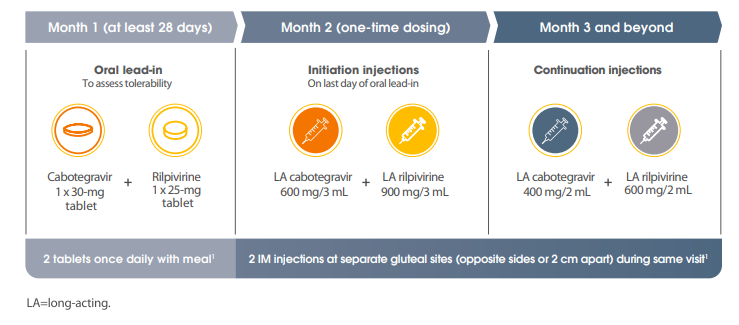 Month 1 (at least 28 days)
Month 2 (one-time dosing)
Month 3 and beyond
Oral lead-in
To assess tolerability
Cabotegravir
1 x 30-mg
tablet
+
Rilpivirine
1 x 25-mg
tablet
Initiation injections
On last day of oral lead-in
LA cabotegravir
600 mg/3 mL
+
LA rilpivirine
900 mg/3 mL
Continuation injections
LA cabotegravir
400 mg/2 mL
+
LA rilpivirine
600 mg/2 mL
2 tablets once daily with meal¹
2 IM injections at separate gluteal sites (opposite sides or 2 cm apart) during same visit‡
LA=long-acting.